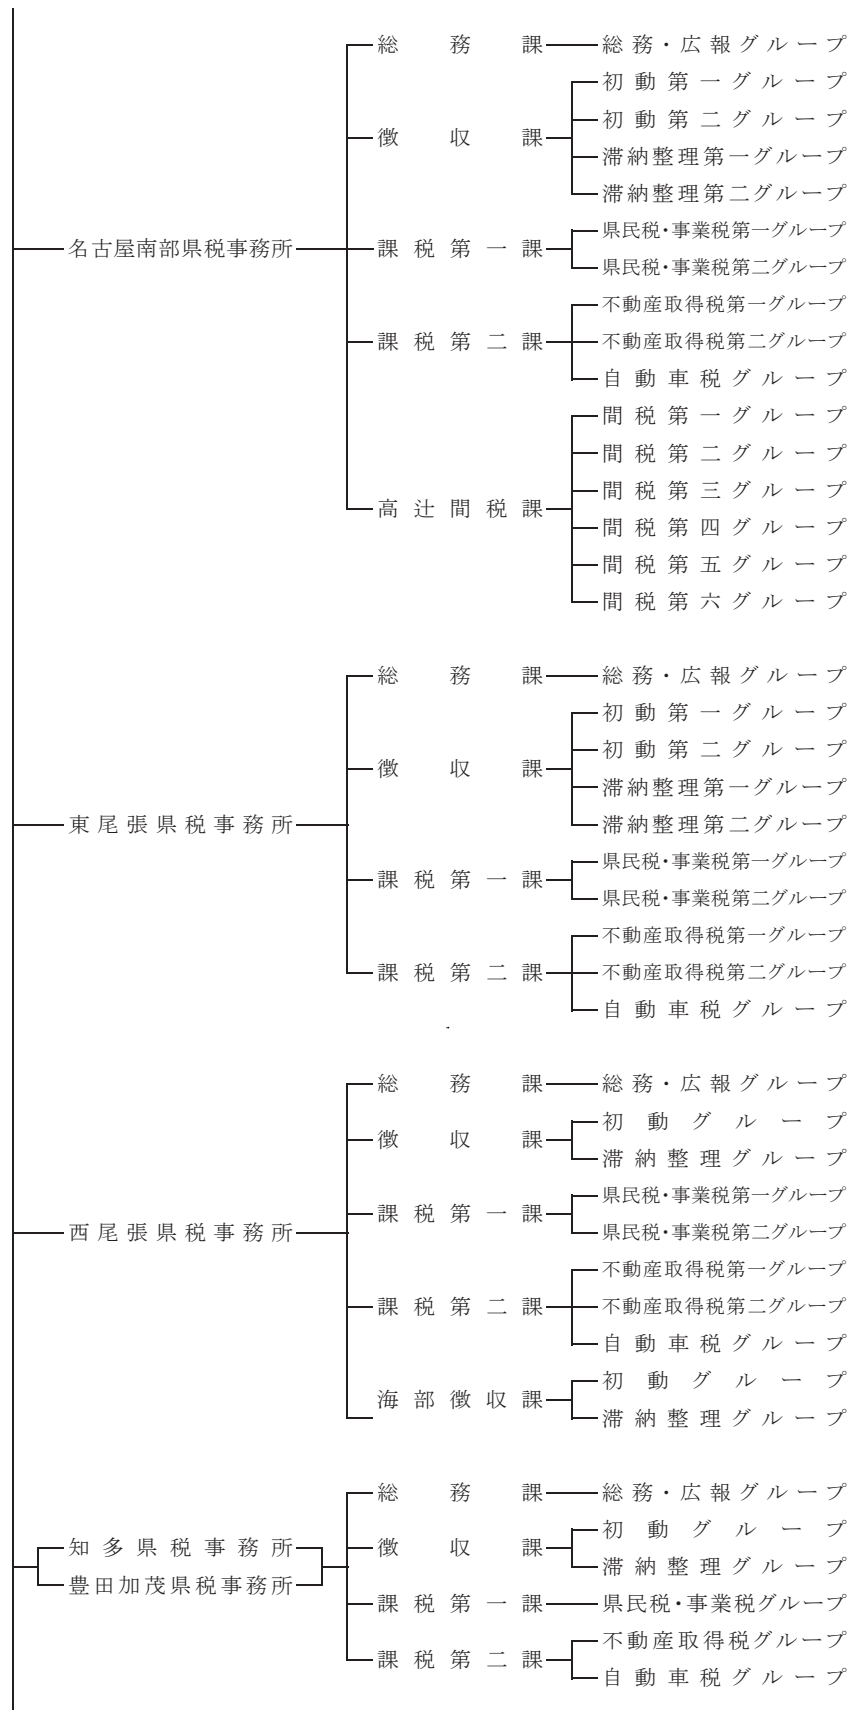 総務課 総務・広報グループ
初動第一グループ
初動第二グループ
徴収課
滞納整理第一グループ
滞納整理第二グループ
県民税・事業税第一グループ
名古屋南部県税事務所 課税第一課
県民税・事業税第二グループ
不動産取得税第一グループ
課税第二課 不動産取得税第二グループ
自動車税グループ
間税第一グループ
間税第二グループ
間税第三グループ
高辻間税課
間税第四グループ
間税第五グループ
間税第六グループ
総務課 総務・広報グループ
初動第一グループ
初動第二グループ
徴収課
滞納整理第一グループ
東尾張県税事務所 滞納整理第二グループ
県民税・事業税第一グループ
課税第一課
県民税・事業税第二グループ
不動産取得税第一グループ
課税第二課 不動産取得税第二グループ
自動車税グループ
総務課 総務・広報グループ
初動グループ
徴収課
滞納整理グループ
県民税・事業税第一グループ
課税第一課
西尾張県税事務所 県民税・事業税第二グループ
不動産取得税第一グループ
課税第二課 不動産取得税第二グループ
自動車税グループ
初動グループ
海部徴収課
滞納整理グループ
総務課 総務・広報グループ
初動グループ
知多県税事務所 徴収課
滞納整理グループ
豊田加茂県税事務所
課税第一課 県民税・事業税グループ
不動産取得税グループ
課税第二課
自動車税グループ